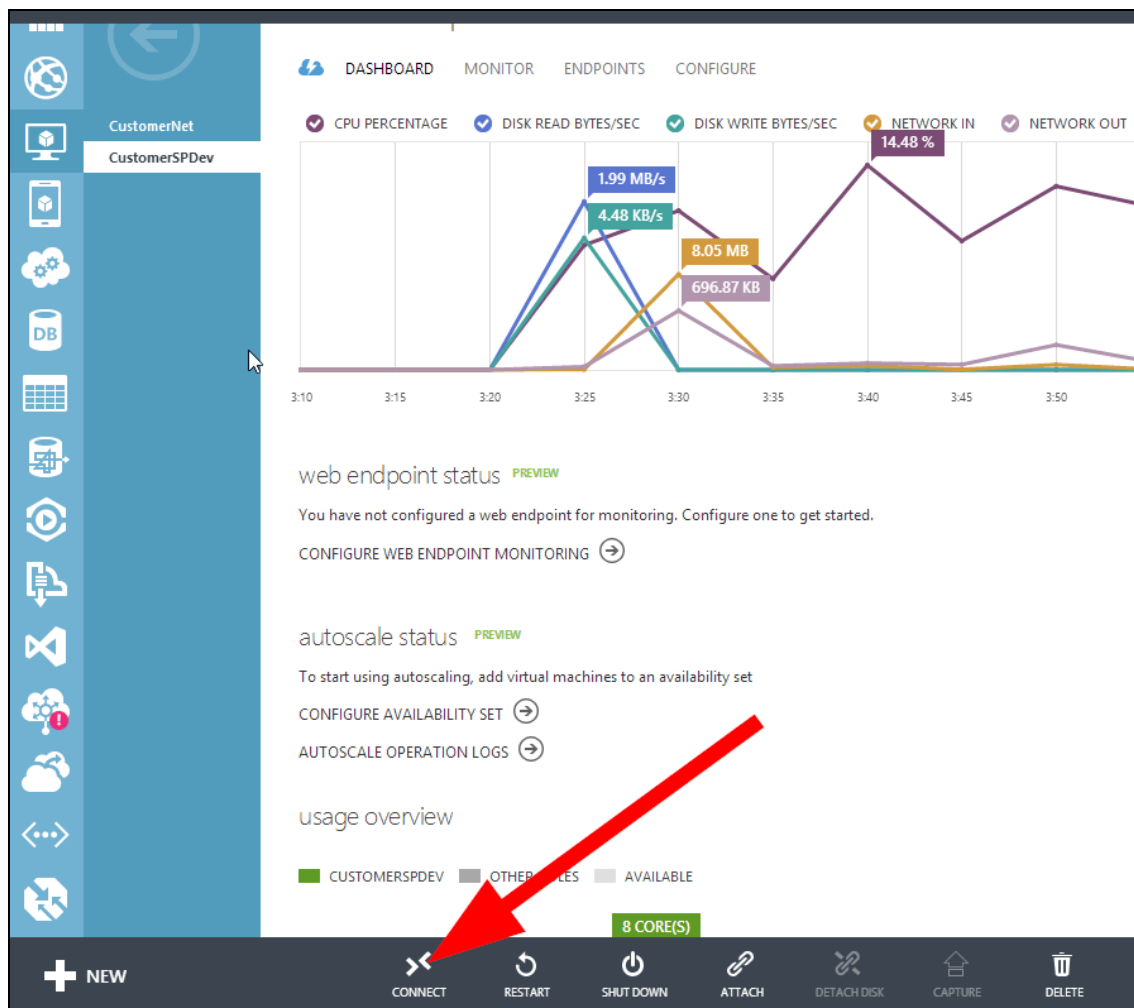 DASHBOARD MONITOR ENDPOINTS CONFIGURE
CustomerNet
CustomerSPDev
CPU PERCENTAGE DISK READ BYTES/SEC DISK WRITE BYTES/SEC NETWORK IN NETWORK OUT
14.48 %
1.99 MB/s
4.48 KB/s
8.05 MB
696.87 KB
3:10 3:15 3:20 3:25 3:30 3:35 3:40 3:45 3:50
DB
web endpoint status PREVIEW
You have not configured a web endpoint for monitoring. Configure one to get started.
CONFIGURE WEB ENDPOINT MONITORING
autoscale status PREVIEW
To start using autoscaling, add virtual machines to an availability set
CONFIGURE AVAILABILITY SET
AUTOSCALE OPERATION LOGS
usage overview
CUSTOMERSPDEV OTHER AVAILABLE
8 CORE(S)
NEW CONNECT RESTART SHUT DOWN ATTACH DETACH DISK CAPTURE DELETE